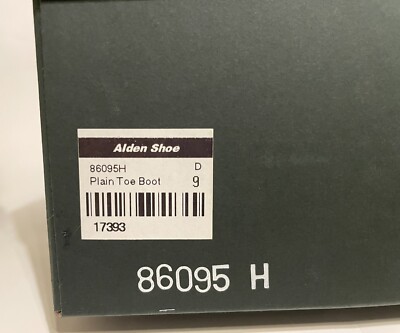 Alden Shoe
86095H D
Plain Toe Boot 9
17393
86095 H